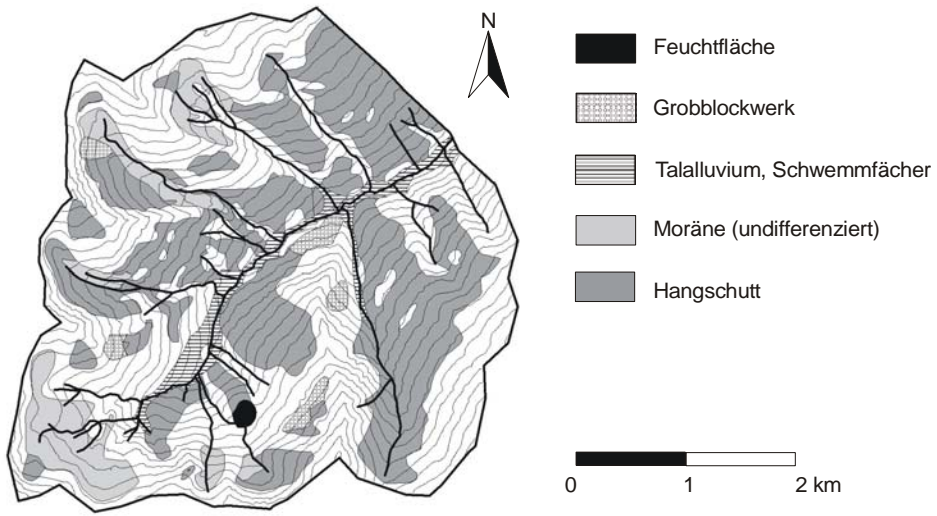 N
Feuchtfläche
Grobblockwerk
Talalluvium, Schwemmfächer
Moräne (undifferenziert)
Hangschutt
0 1 2 km